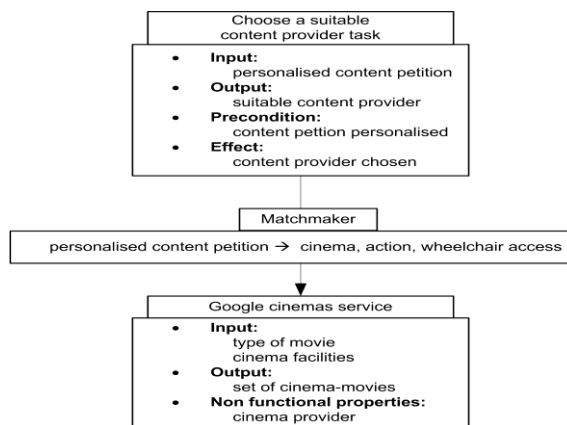 Choose a suitable
content provider task
• Input:
personalised content petition
• Output:
suitable content provider
• Precondition:
content pettion personalised
• Effect:
content provider chosen
Matchmaker
personalised content petition → cinema, action, wheelchair access
Google cinemas service
• Input:
type of movie
cinema facilities
• Output:
set of cinema-movies
• Non functional properties:
cinema provider